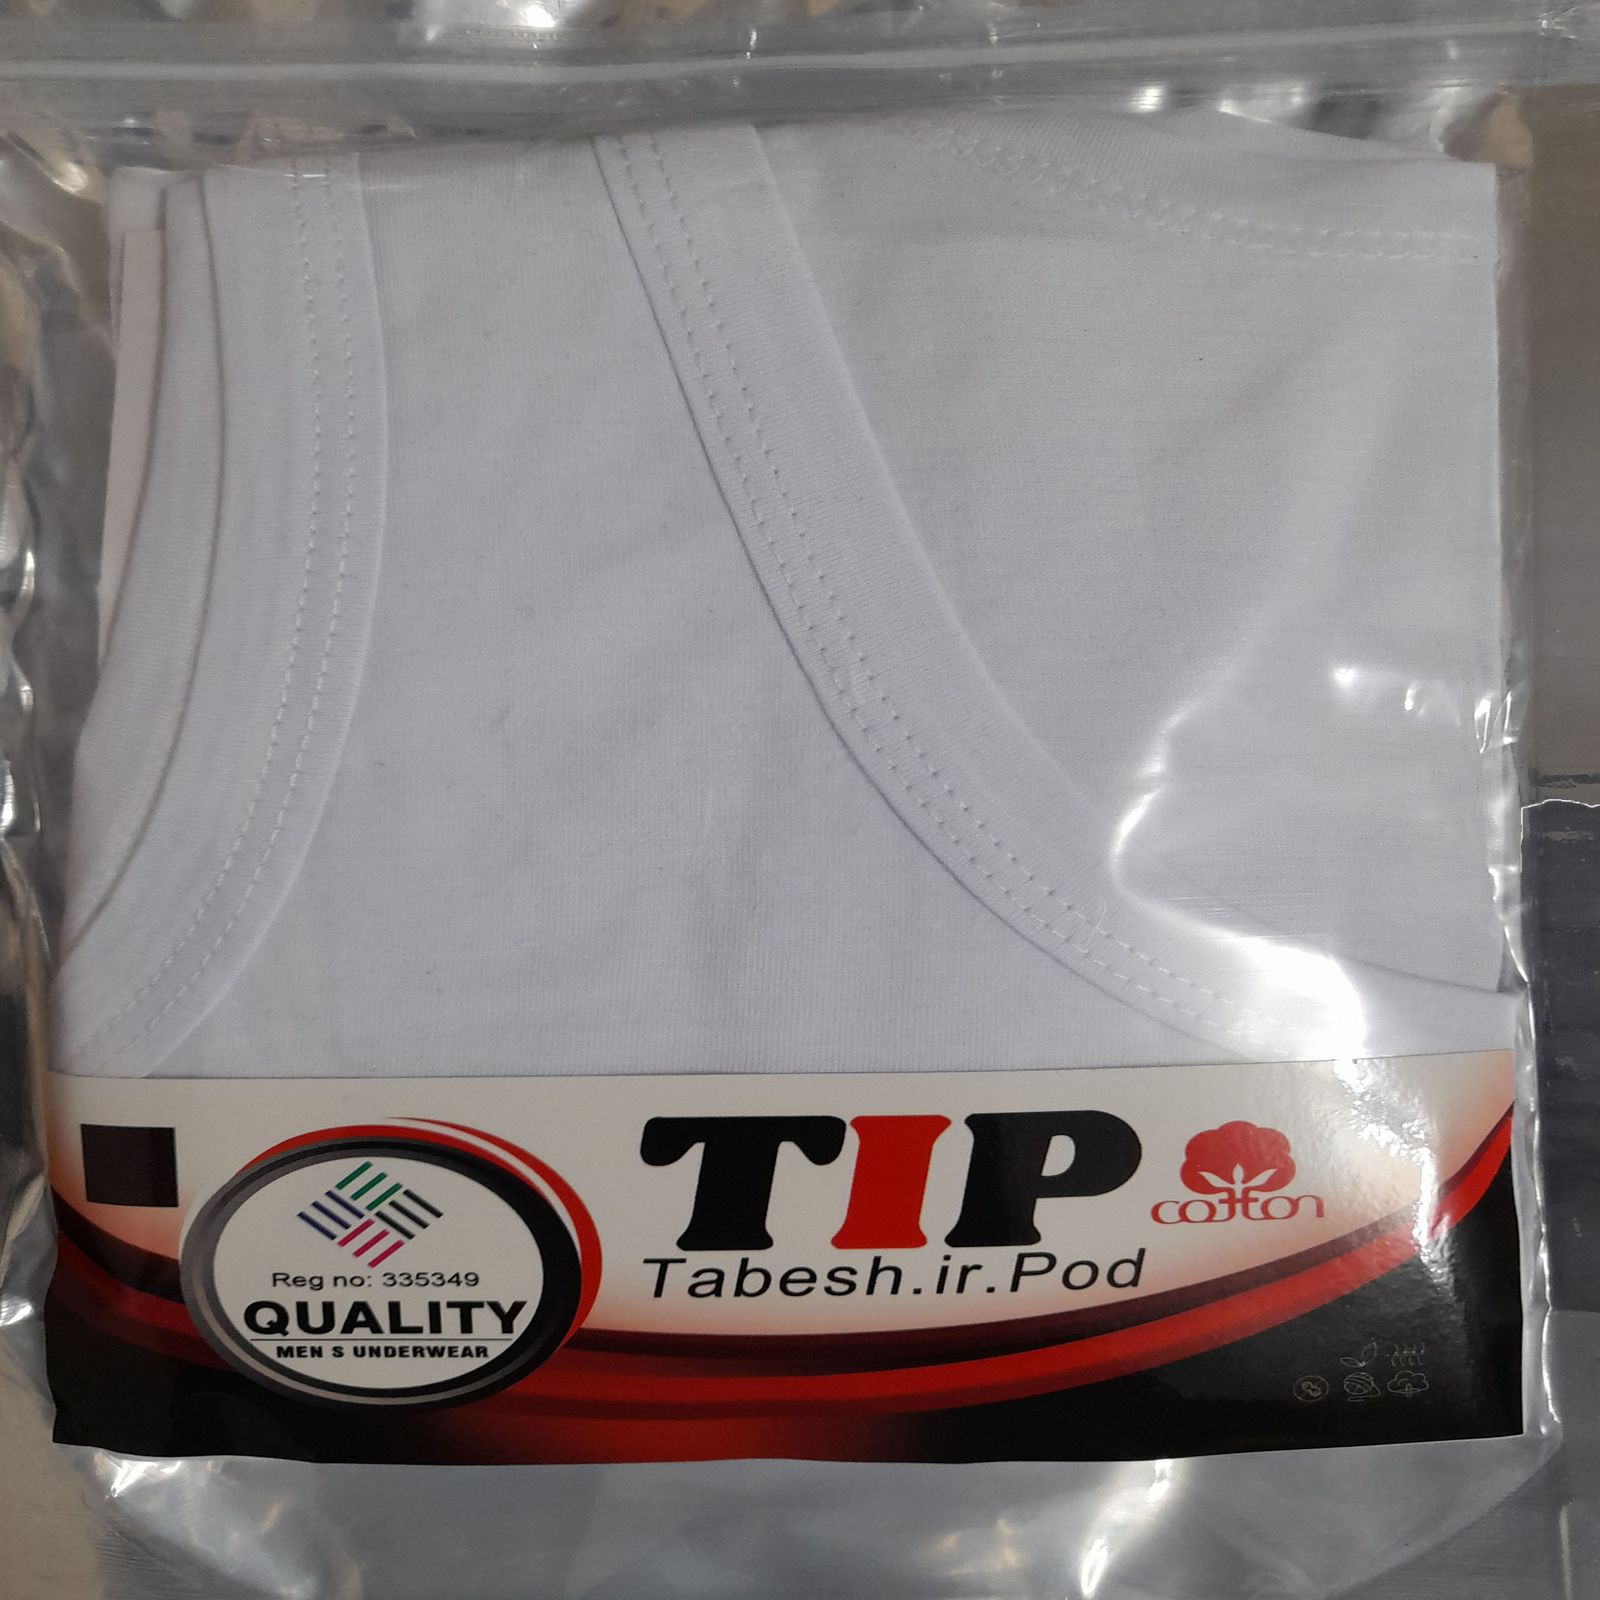 TIP
cotton
Tabesh.ir.Pod
Reg no: 335349
QUALITY
MEN S UNDERWEAR